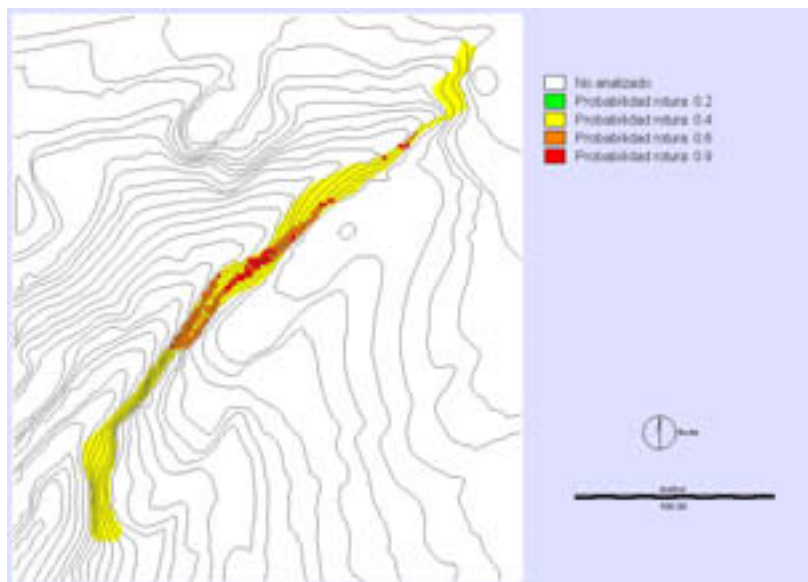 No analizado
Probabilidad rotura 0.2
Probabilidad rotura 0.4
Probabilidad rotura 0.6
Probabilidad rotura 0.9